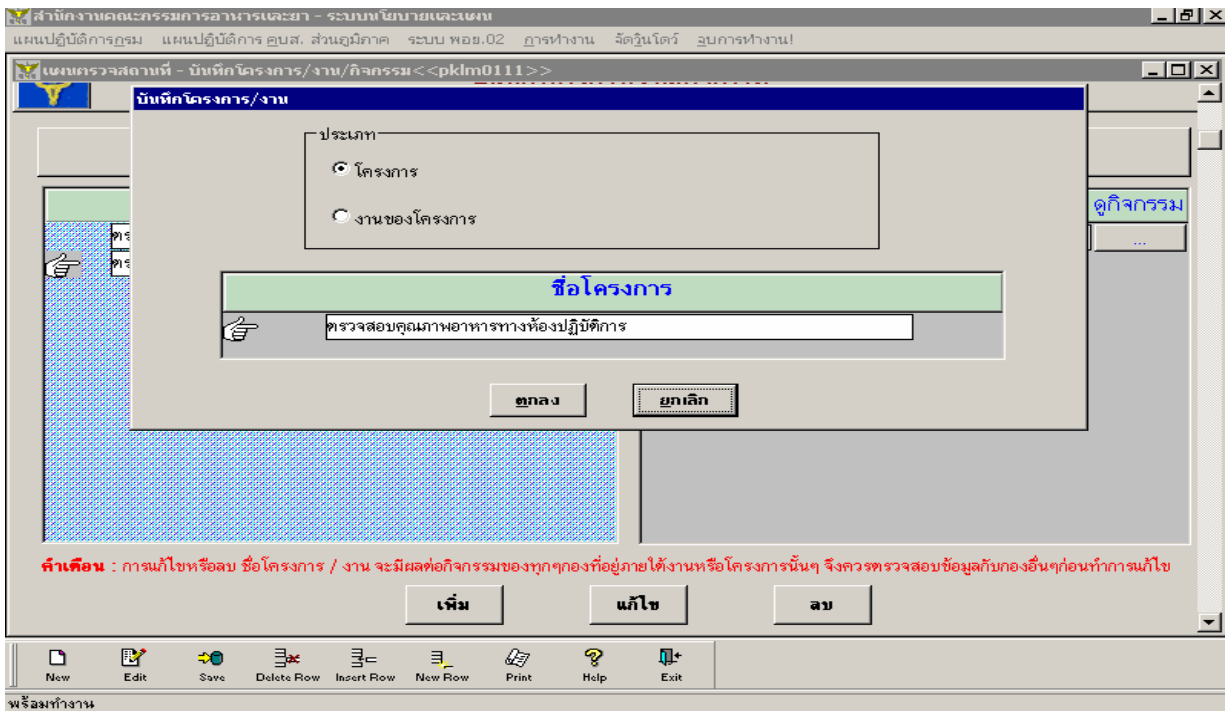 สำนักงานคณะกรรมการอาหารและยา - ระบบนโยบายและแผน
แผนปฏิบัติการกรม แผนปฏิบัติการ คบส. ส่วนภูมิภาค ระบบ พอย.02 การทำงาน จัดวินโดว์ จบการทำงาน!
แผนตรวจสถานที่ - บันทึกโครงการ/งาน/กิจกรรม<<pklm0111>>
บันทึกโครงการ/งาน
ประเภท
โครงการ
งานของโครงการ
ดูกิจกรรม
...
ชื่อโครงการ
ตรวจสอบคุณภาพอาหารทางห้องปฏิบัติการ
ตกลง ยกเลิก
คำเตือน : การแก้ไขหรือลบ ชื่อโครงการ / งาน จะมีผลต่อกิจกรรมของทุกๆกองที่อยู่ภายใต้งานหรือโครงการนั้นๆ จึงควรตรวจสอบข้อมูลกับกองอื่นๆก่อนทำการแก้ไข
เพิ่ม แก้ไข ลบ
New Edit Save Delete Row Insert Row New Row Print Help Exit
พร้อมทำงาน